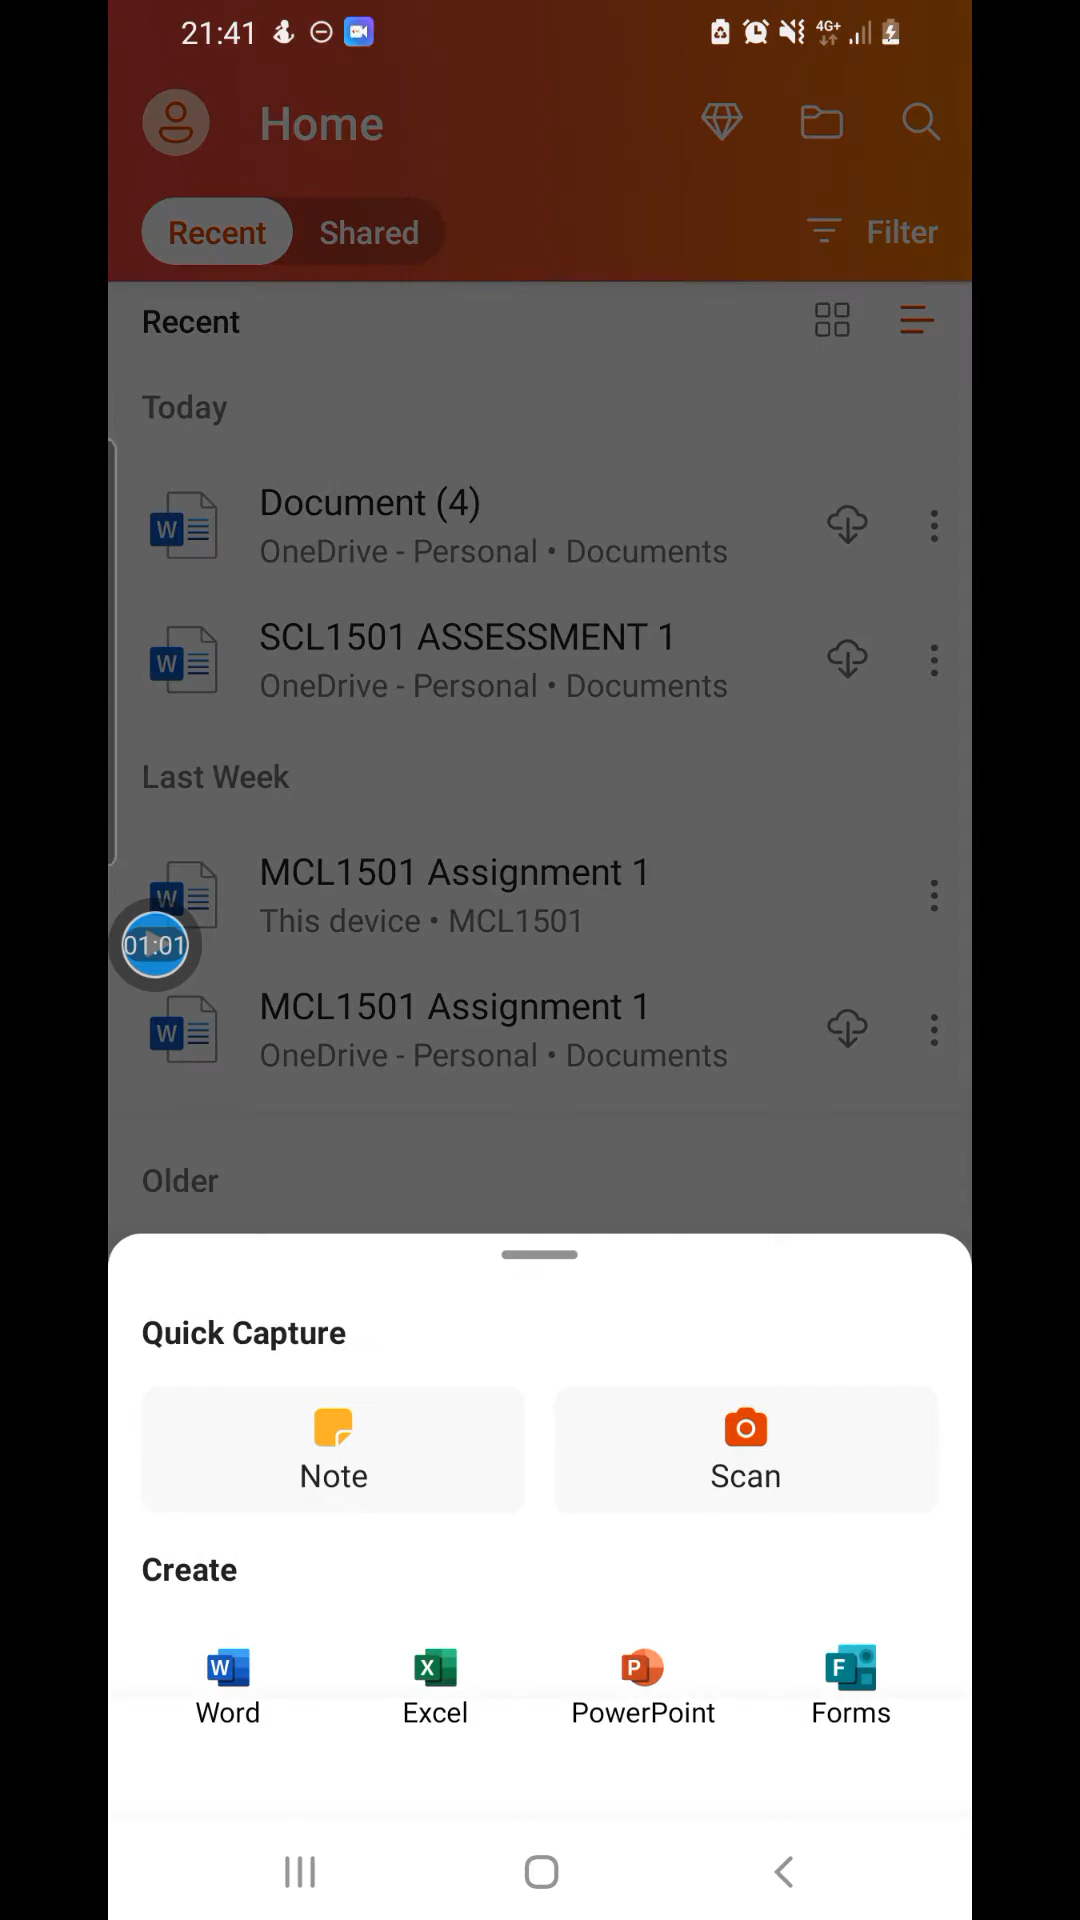 21:41
4G+
Home
Recent
Shared
Filter
Recent
Today
W
Document (4)
OneDrive - Personal • Documents
W
SCL1501 ASSESSMENT 1
OneDrive - Personal • Documents
Last Week
W
MCL1501 Assignment 1
This device • MCL1501
01:01
W
MCL1501 Assignment 1
OneDrive - Personal • Documents
Older
Quick Capture
Note
Scan
Create
W
X
P
F
Word
Excel
PowerPoint
Forms